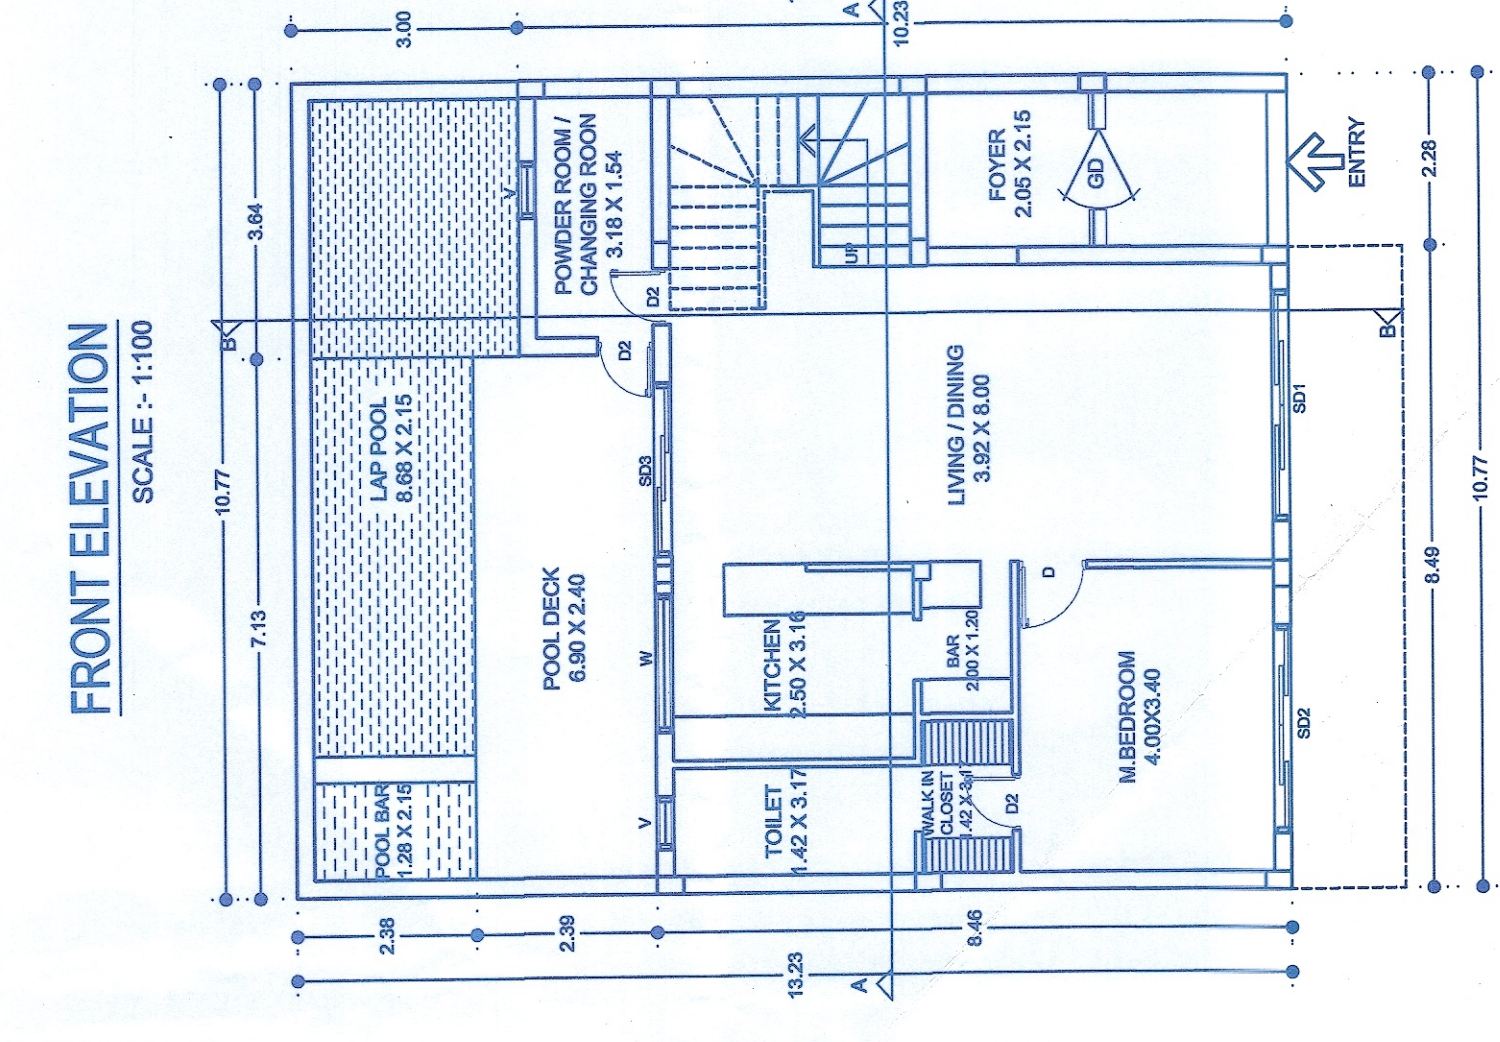 FRONT ELEVATION
SCALE :- 1:100
3.00
10.23
A
10.77
3.64
7.13
B
LAP POOL
8.68 X 2.15
POOL BAR
1.28 X 2.15
POOL DECK
6.90 X 2.40
V
POWDER ROOM /
CHANGING ROON
3.18 X 1.54
D2
D2
SD3
W
V
UP
FOYER
2.05 X 2.15
GD
ENTRY
LIVING / DINING
3.92 X 8.00
KITCHEN
2.50 X 3.16
BAR
2.00 X 1.20
TOILET
1.42 X 3.17
WALK IN
CLOSET
1.42 X 3.17
D2
D
M.BEDROOM
4.00X3.40
SD1
SD2
B
2.28
8.49
10.77
2.38
2.39
8.46
13.23
A